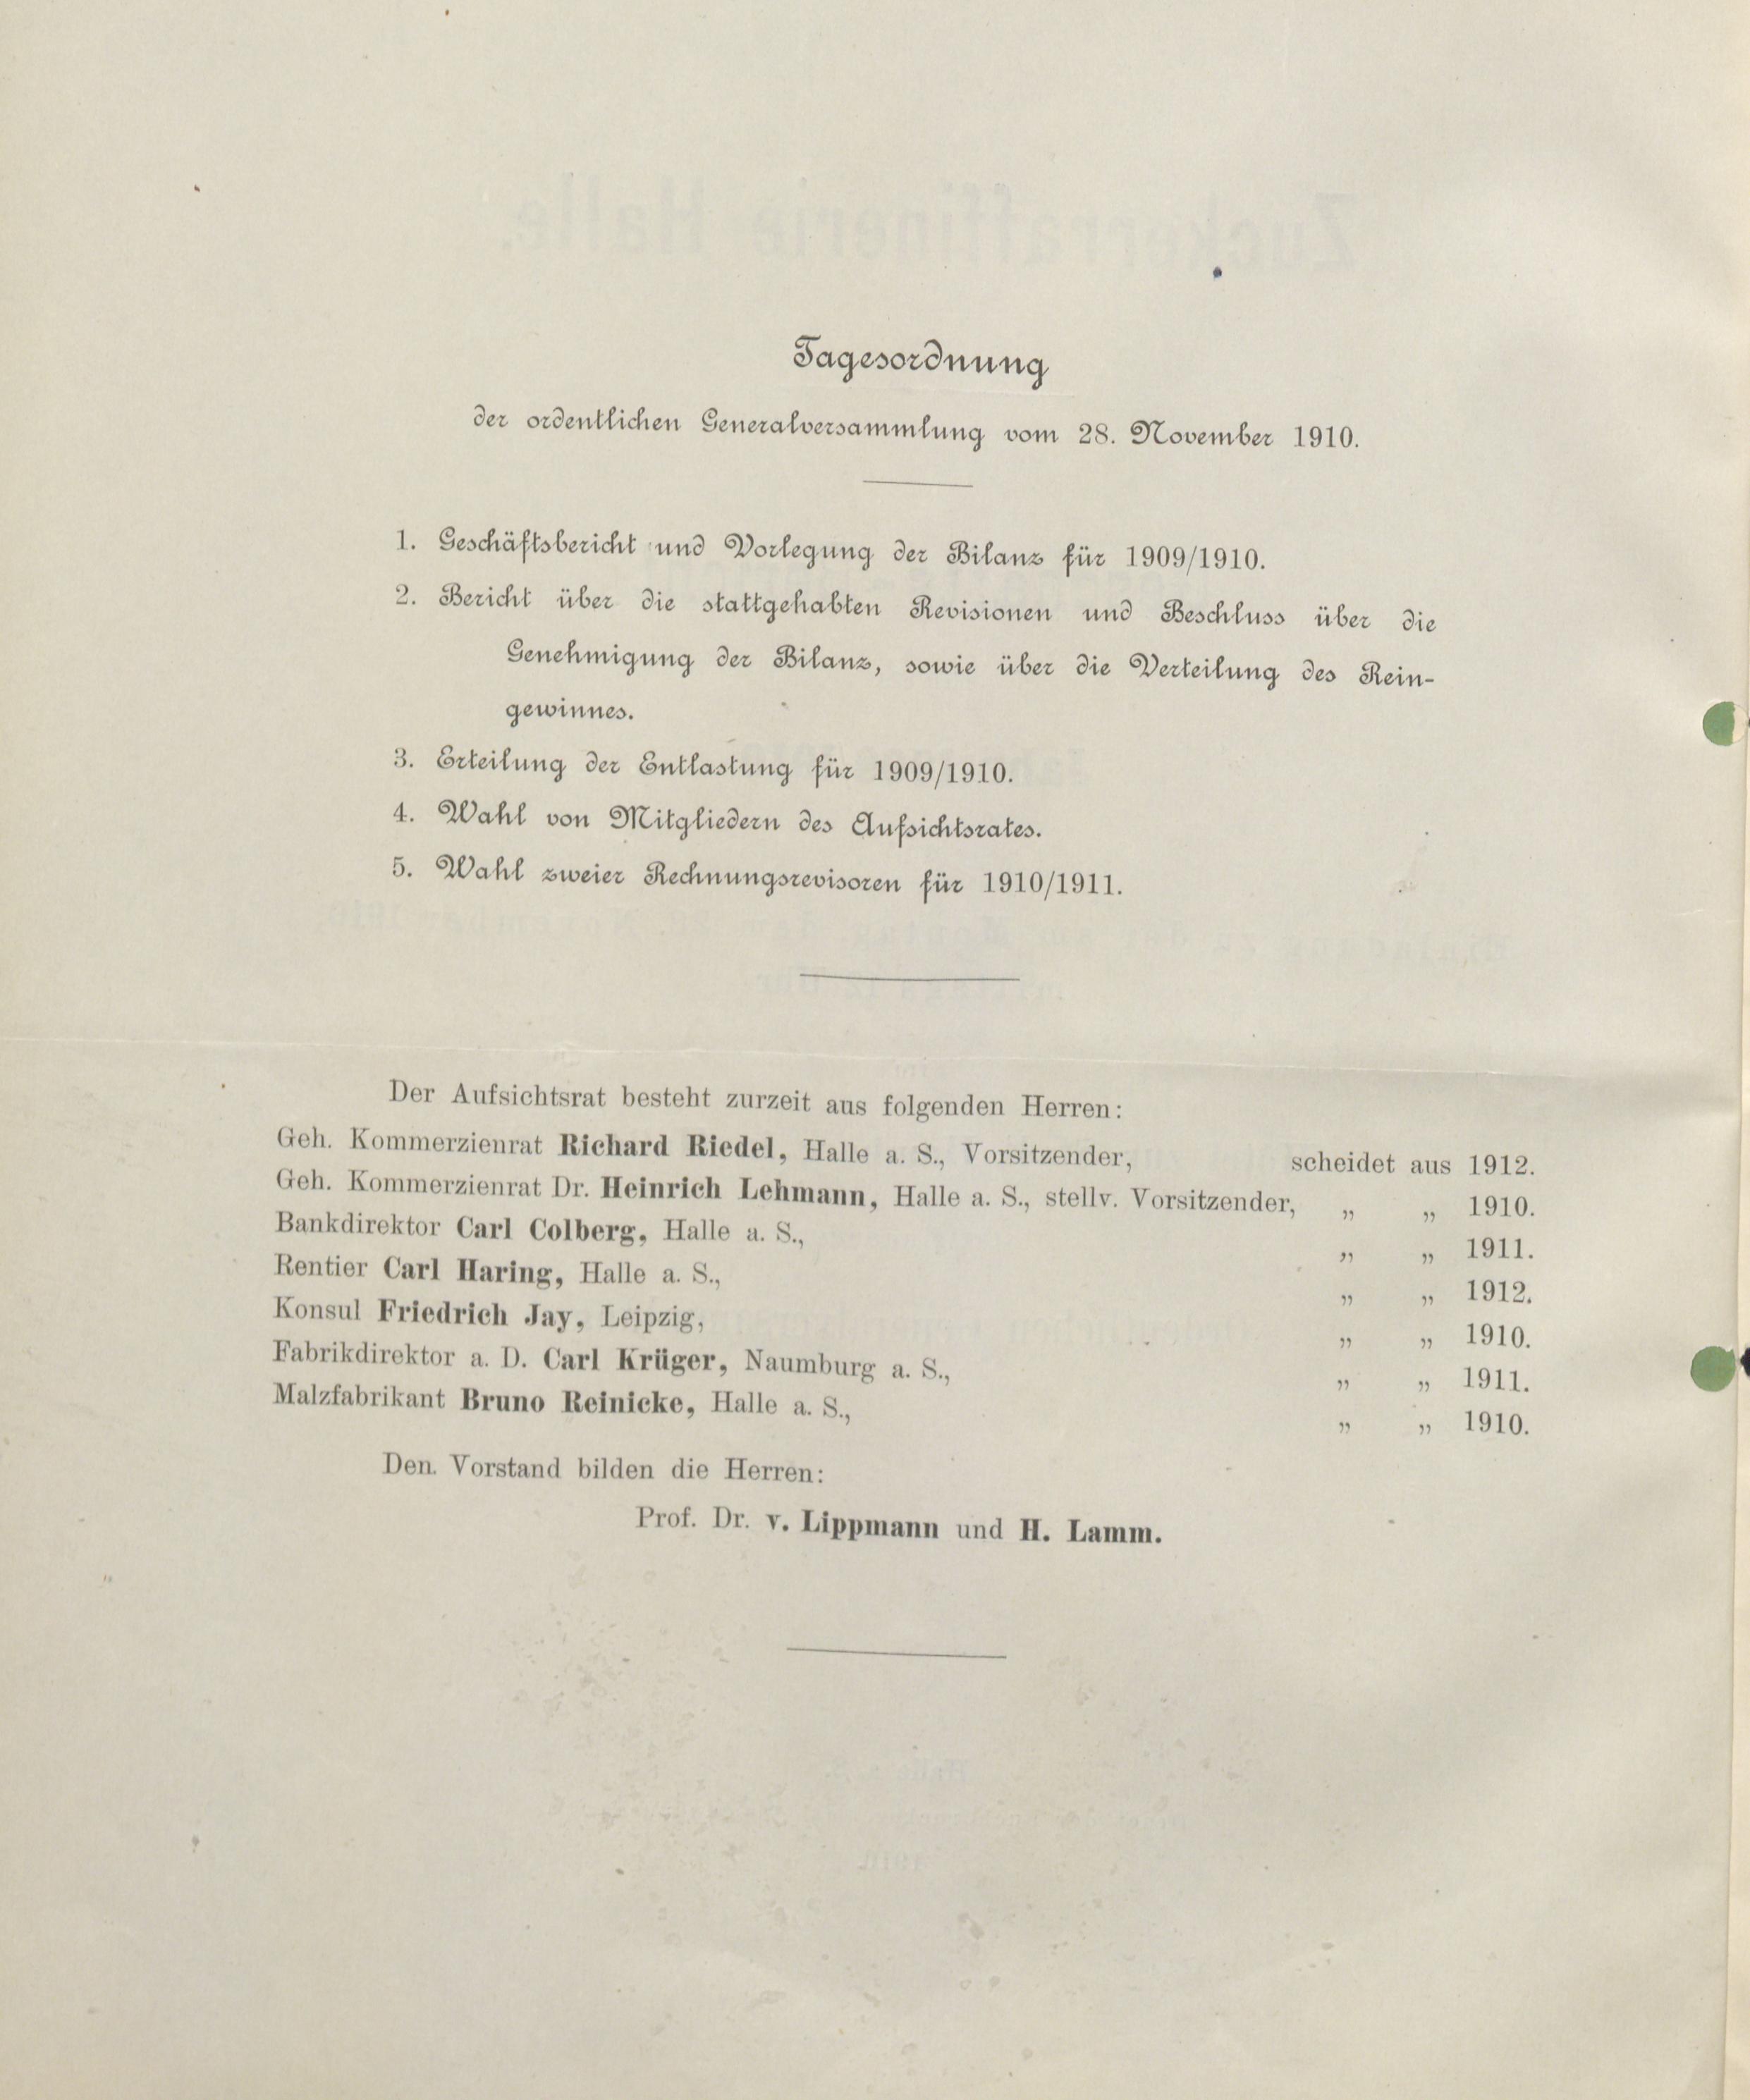 Tagesordnung
der ordentlichen Generalversammlung vom 28. November 1910.
1. Geschäftsbericht und Vorlegung der Bilanz für 1909/1910.
2. Bericht über die stattgehabten Revisionen und Beschluss über die
Genehmigung der Bilanz, sowie über die Verteilung des Rein-
gewinnes.
3. Erteilung der Entlastung für 1909/1910.
4. Wahl von Mitgliedern des Aufsichtsrates.
5. Wahl zweier Rechnungsrevisoren für 1910/1911.
Der Aufsichtsrat besteht zurzeit aus folgenden Herren:
Geh. Kommerzienrat Richard Riedel, Halle a. S., Vorsitzender, scheidet aus 1912.
Geh. Kommerzienrat Dr. Heinrich Lehmann, Halle a. S., stellv. Vorsitzender, „ „ 1910.
Bankdirektor Carl Colberg, Halle a. S., „ „ 1911.
Rentier Carl Haring, Halle a. S., „ „ 1912.
Konsul Friedrich Jay, Leipzig, „ „ 1910.
Fabrikdirektor a. D. Carl Krüger, Naumburg a. S., „ „ 1911.
Malzfabrikant Bruno Reinicke, Halle a. S., „ „ 1910.
Den Vorstand bilden die Herren:
Prof. Dr. v. Lippmann und H. Lamm.